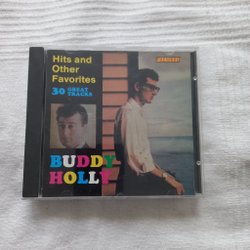 Hits and
Other
Favorites
30 GREAT
TRACKS
BUDDY
HOLLY